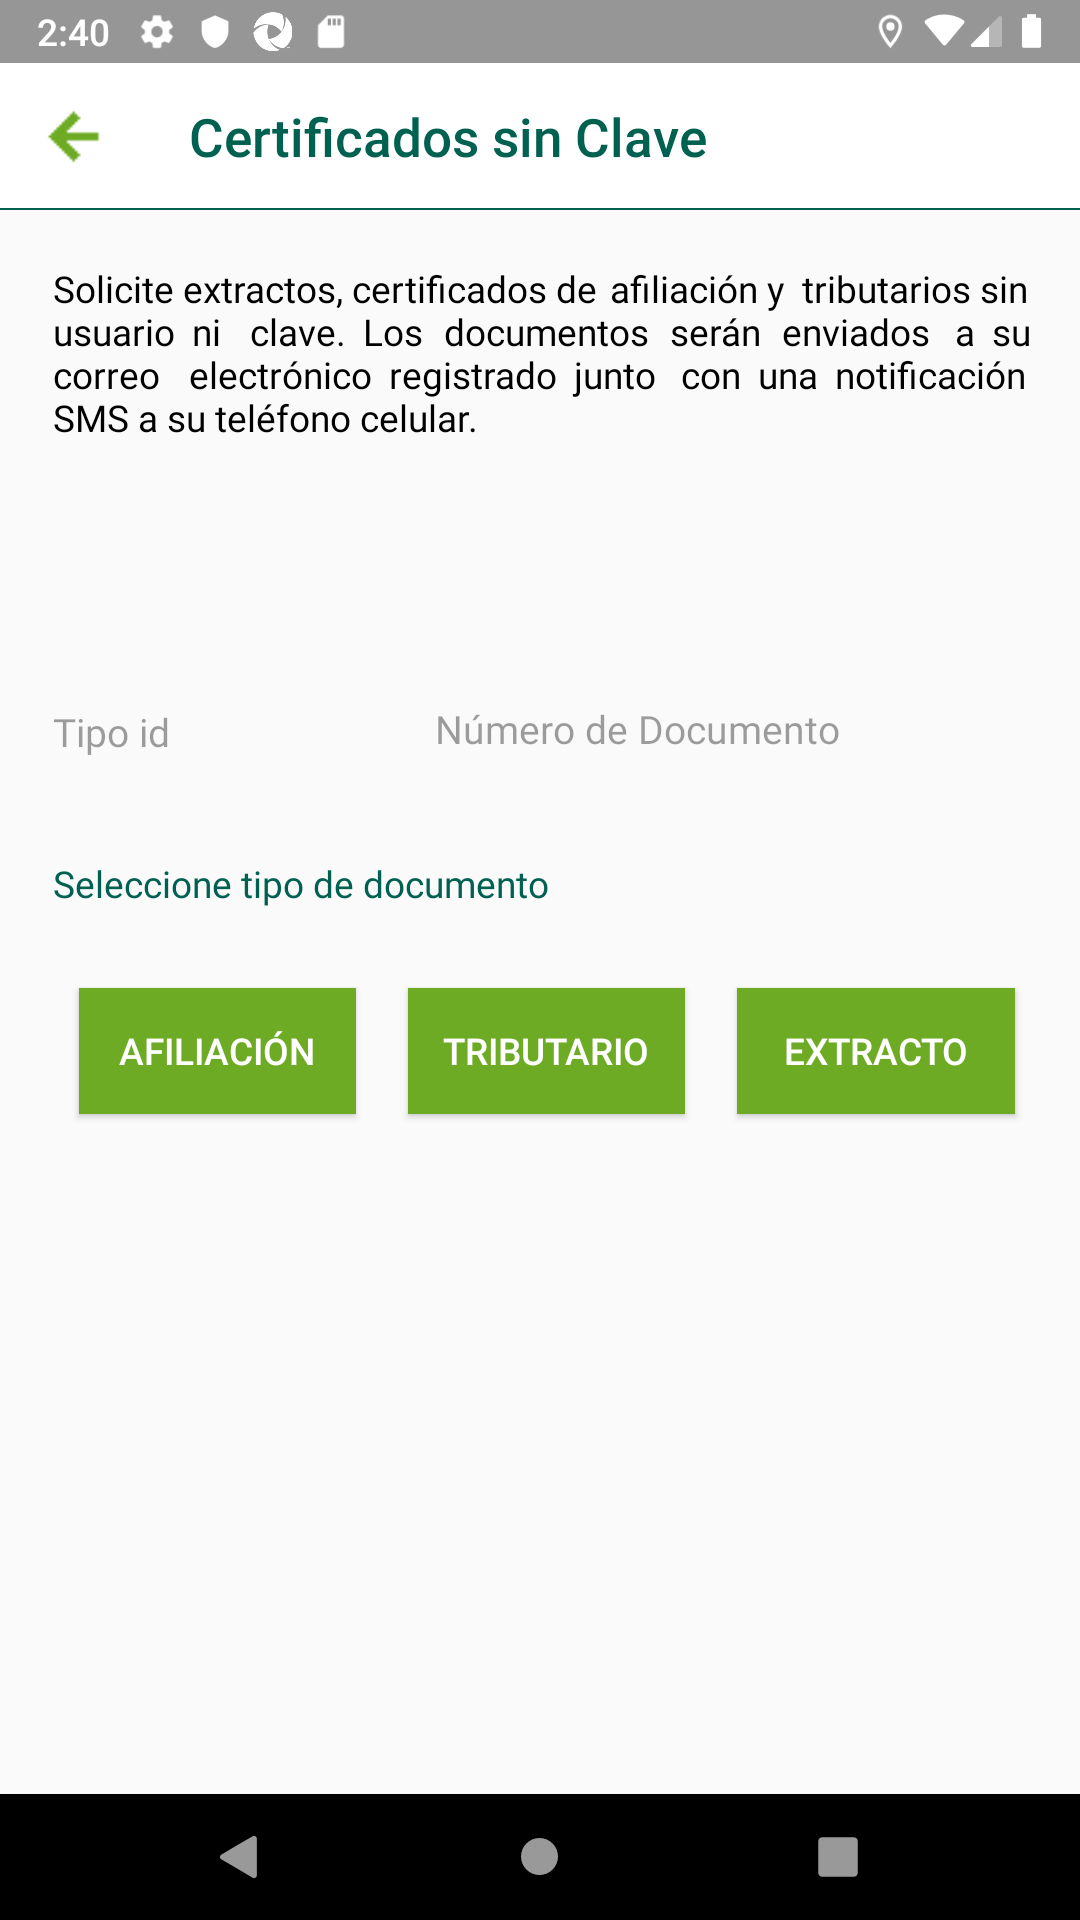 2:40
Certificados sin Clave
Solicite extractos, certificados de afiliación y tributarios sin
usuario ni clave. Los documentos serán enviados a su
correo electrónico registrado junto con una notificación
SMS a su teléfono celular.
Tipo id
Número de Documento
Seleccione tipo de documento
AFILIACIÓN
TRIBUTARIO
EXTRACTO